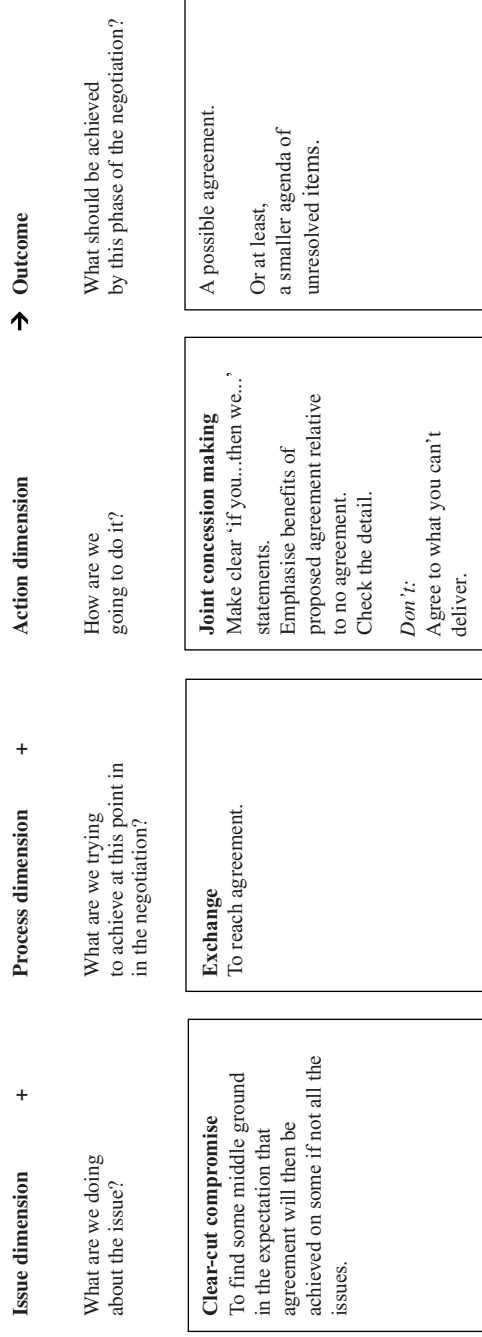 Issue dimension +
What are we doing
about the issue?
Clear-cut compromise
To find some middle ground
in the expectation that
agreement will then be
achieved on some if not all the
issues.
Process dimension +
What are we trying
to achieve at this point in
in the negotiation?
Exchange
To reach agreement.
Action dimension
How are we
going to do it?
Joint concession making
Make clear ‘if you...then we...’
statements.
Emphasise benefits of
proposed agreement relative
to no agreement.
Check the detail.
Don’t:
Agree to what you can’t
deliver.
→ Outcome
What should be achieved
by this phase of the negotiation?
A possible agreement.
Or at least,
a smaller agenda of
unresolved items.